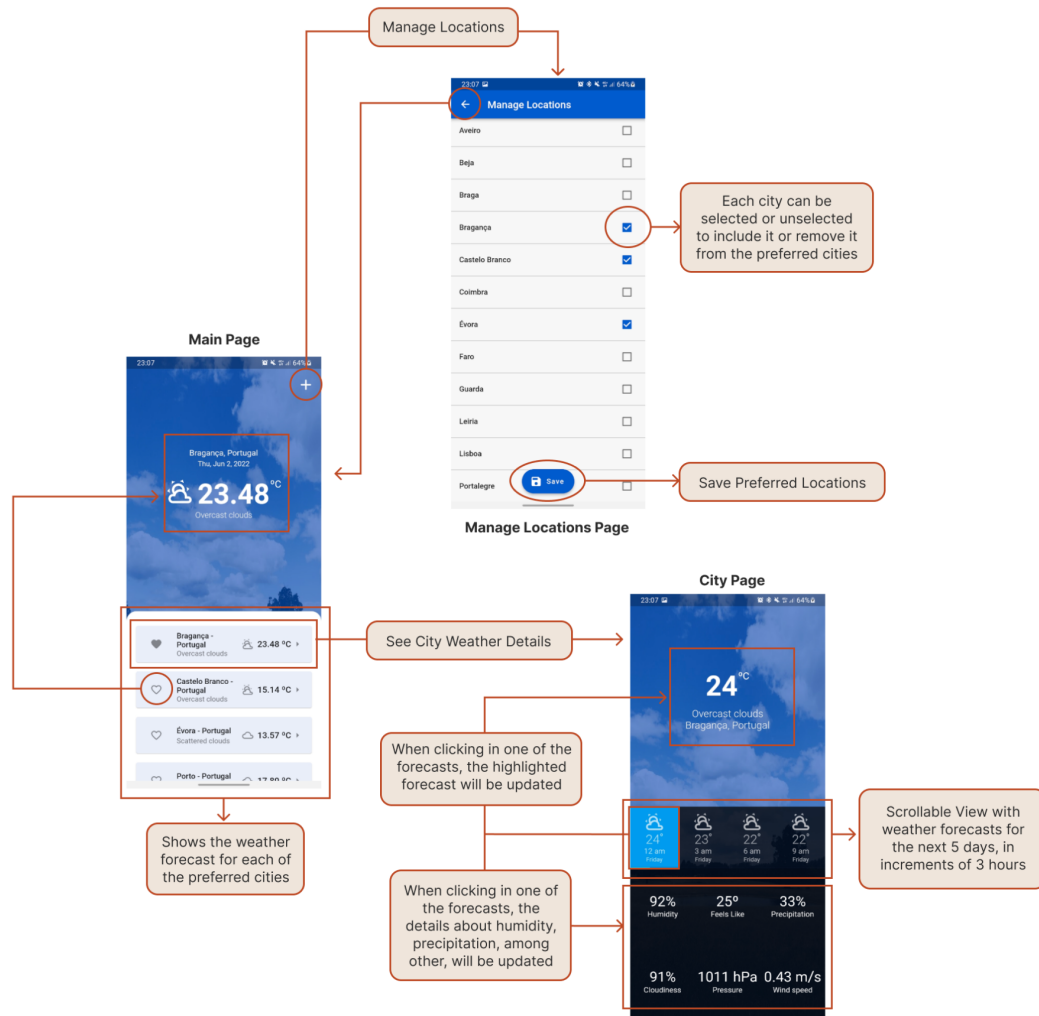 Manage Locations
23:07
64%
Manage Locations
Aveiro
Beja
Braga
Bragança
Castelo Branco
Coimbra
Évora
Faro
Guarda
Leiria
Lisboa
Portalegre
Save
Manage Locations Page
Each city can be
selected or unselected
to include it or remove it
from the preferred cities
Save Preferred Locations
Main Page
23:07
64%
+
Bragança, Portugal
Thu, Jun 2, 2022
23.48 ºC
Overcast clouds
Bragança -
Portugal
Overcast clouds
23.48 ºC
Castelo Branco -
Portugal
Overcast clouds
15.14 ºC
Évora - Portugal
Scattered clouds
13.57 ºC
Porto - Portugal
17.89 ºC
Shows the weather
forecast for each of
the preferred cities
See City Weather Details
City Page
23:07
64%
24 ºC
Overcast clouds
Bragança, Portugal
When clicking in one of the
forecasts, the highlighted
forecast will be updated
24° 23° 22° 22°
12 am 3 am 6 am 9 am
Friday Friday Friday Friday
Scrollable View with
weather forecasts for
the next 5 days, in
increments of 3 hours
When clicking in one of
the forecasts, the
details about humidity,
precipitation, among
other, will be updated
92% 25º 33%
Humidity Feels Like Precipitation
91% 1011 hPa 0.43 m/s
Cloudiness Pressure Wind speed